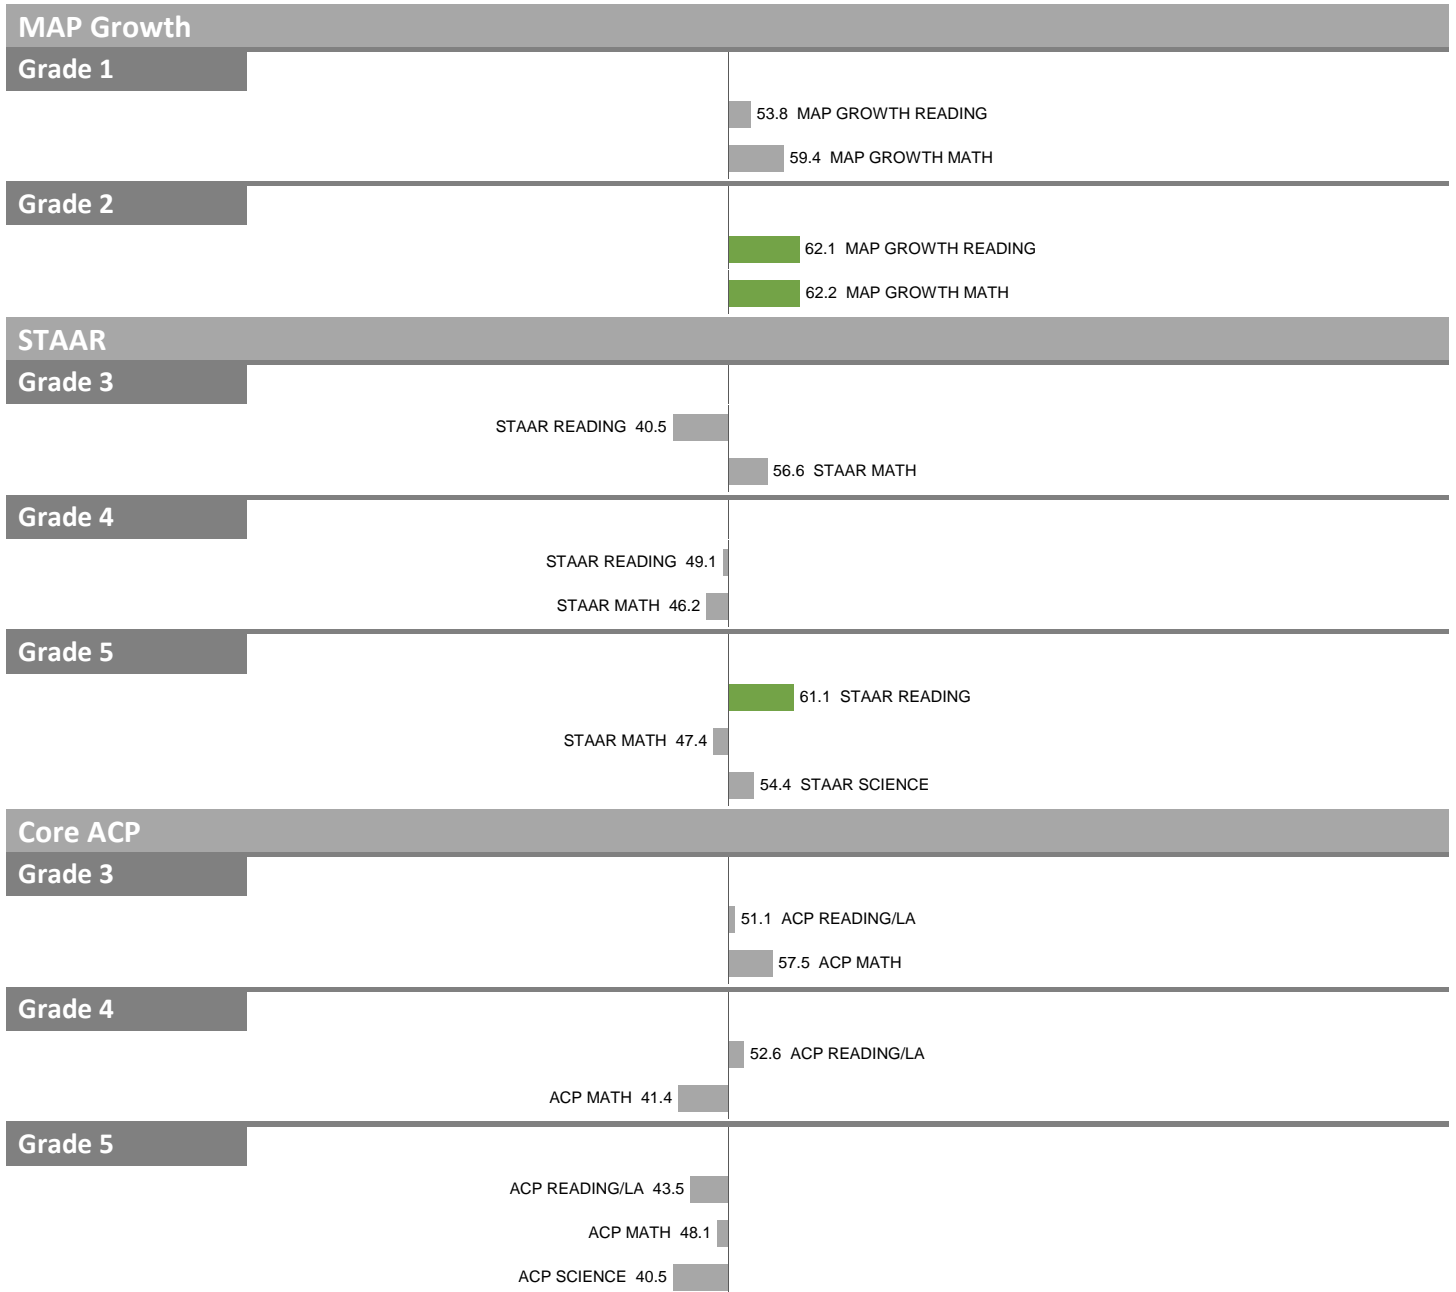 MAP Growth
Grade 1
53.8 MAP GROWTH READING
59.4 MAP GROWTH MATH
Grade 2
62.1 MAP GROWTH READING
62.2 MAP GROWTH MATH
STAAR
Grade 3
STAAR READING 40.5
56.6 STAAR MATH
Grade 4
STAAR READING 49.1
STAAR MATH 46.2
Grade 5
61.1 STAAR READING
STAAR MATH 47.4
54.4 STAAR SCIENCE
Core ACP
Grade 3
51.1 ACP READING/LA
57.5 ACP MATH
Grade 4
52.6 ACP READING/LA
ACP MATH 41.4
Grade 5
ACP READING/LA 43.5
ACP MATH 48.1
ACP SCIENCE 40.5